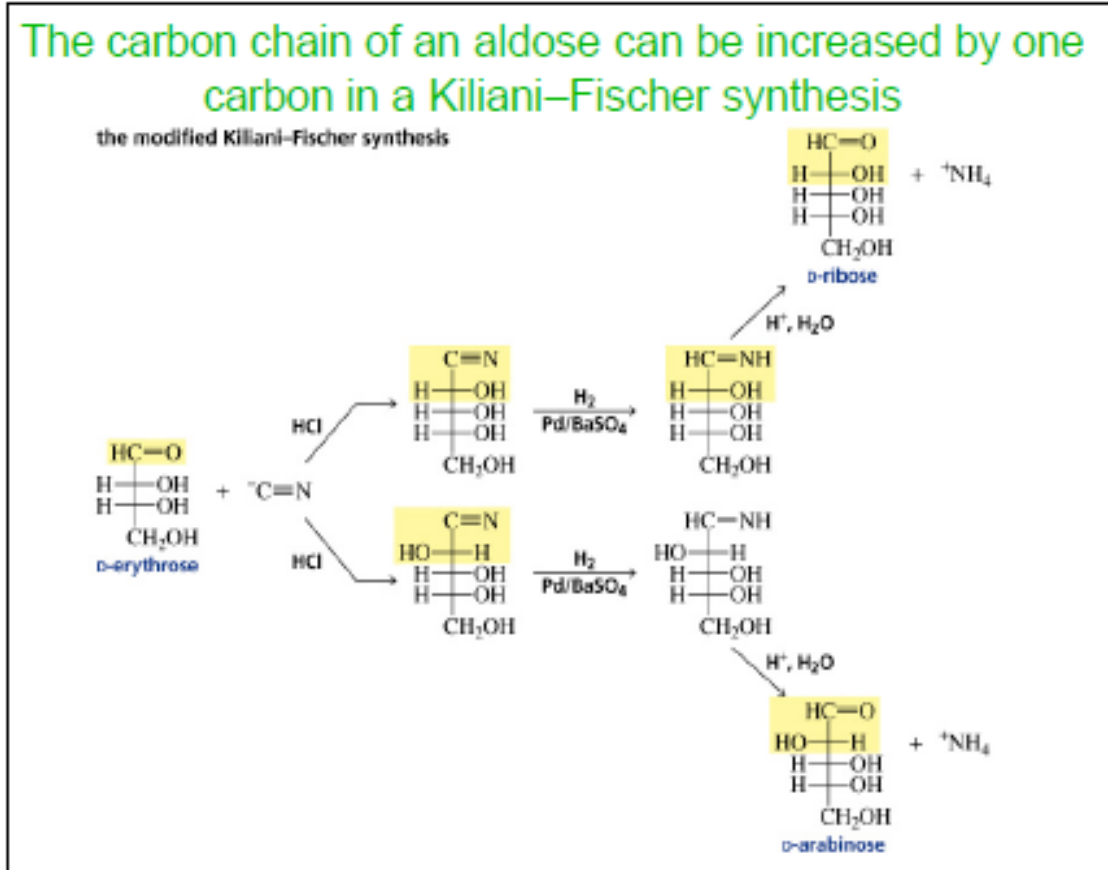 The carbon chain of an aldose can be increased by one
carbon in a Kiliani–Fischer synthesis
the modified Kiliani–Fischer synthesis
HC=O
H OH + ⁺NH₄
H OH
H OH
CH₂OH
D-ribose
H⁺, H₂O
C≡N
H OH
H OH
H OH
CH₂OH
H₂
Pd/BaSO₄
HC=NH
H OH
H OH
H OH
CH₂OH
HCl
HC=O
H OH
H OH
CH₂OH
D-erythrose
+ ⁻C≡N
HCl
C≡N
HO H
H OH
H OH
CH₂OH
H₂
Pd/BaSO₄
HC=NH
HO H
H OH
H OH
CH₂OH
H⁺, H₂O
HC=O
HO H + ⁺NH₄
H OH
H OH
CH₂OH
D-arabinose